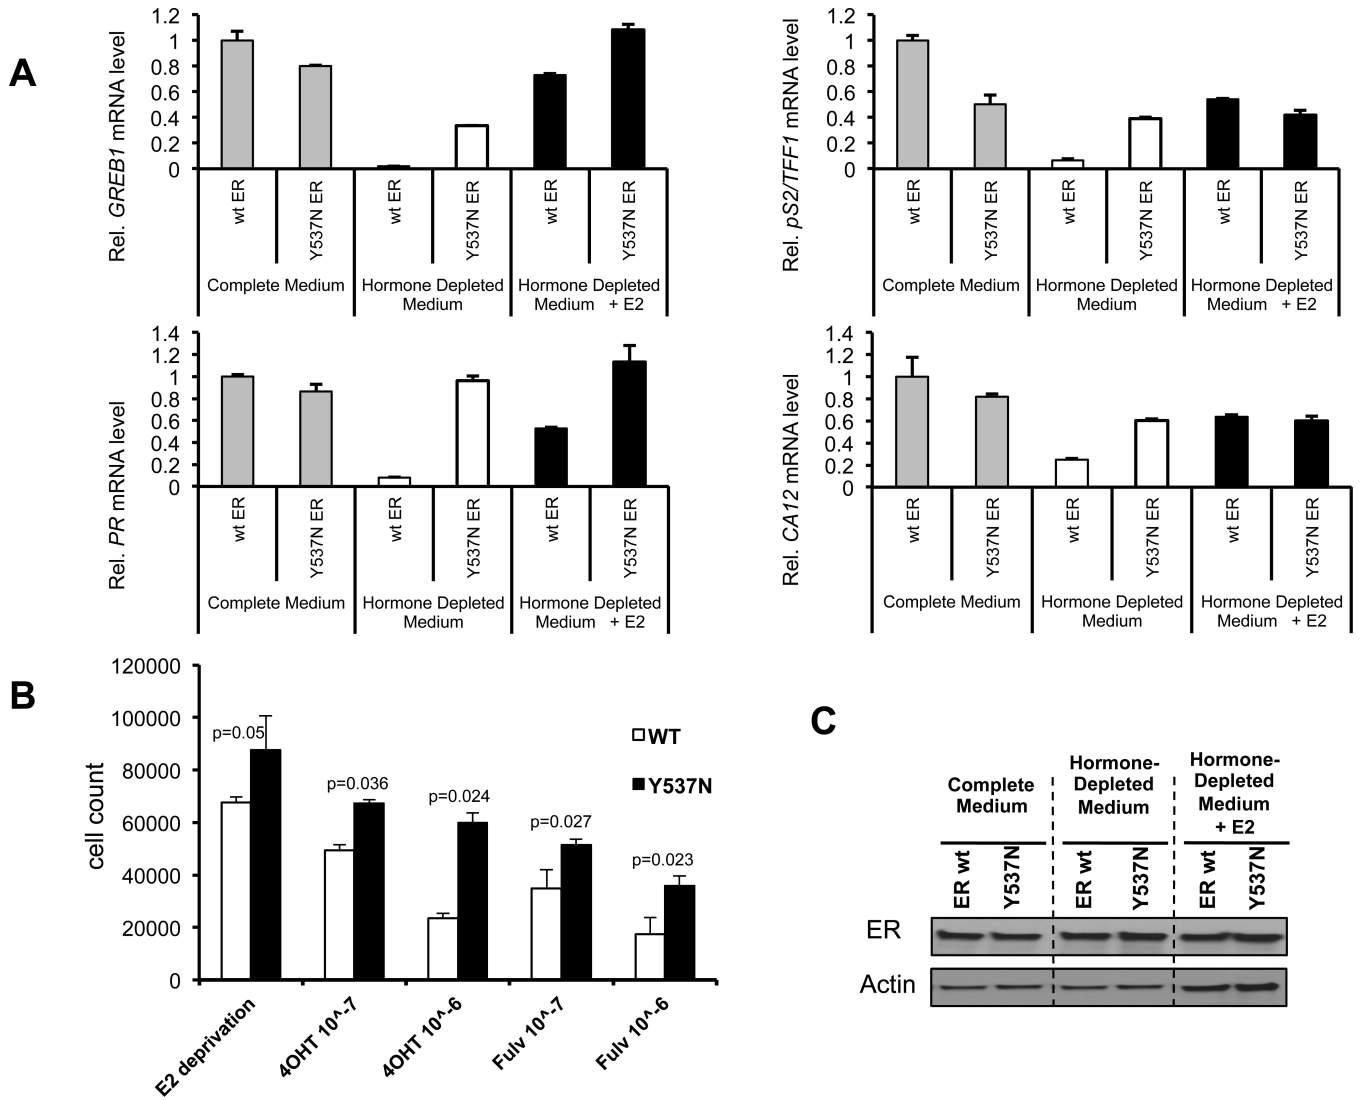 A
Rel. GREB1 mRNA level
1.2
1
0.8
0.6
0.4
0.2
0
wt ER
Y537N ER
wt ER
Y537N ER
wt ER
Y537N ER
Complete Medium
Hormone Depleted
Medium
Hormone Depleted
Medium + E2
Rel. pS2/TFF1 mRNA level
1.2
1
0.8
0.6
0.4
0.2
0
wt ER
Y537N ER
wt ER
Y537N ER
wt ER
Y537N ER
Complete Medium
Hormone Depleted
Medium
Hormone Depleted
Medium + E2
Rel. PR mRNA level
1.4
1.2
1
0.8
0.6
0.4
0.2
0
wt ER
Y537N ER
wt ER
Y537N ER
wt ER
Y537N ER
Complete Medium
Hormone Depleted
Medium
Hormone Depleted
Medium + E2
Rel. CA12 mRNA level
1.4
1.2
1
0.8
0.6
0.4
0.2
0
wt ER
Y537N ER
wt ER
Y537N ER
wt ER
Y537N ER
Complete Medium
Hormone Depleted
Medium
Hormone Depleted
Medium + E2
B
cell count
120000
100000
80000
60000
40000
20000
0
p=0.05
p=0.036
p=0.024
p=0.027
p=0.023
WT
Y537N
E2 deprivation
4OHT 10^-7
4OHT 10^-6
Fulv 10^-7
Fulv 10^-6
C
Complete
Medium
Hormone-
Depleted
Medium
Hormone-
Depleted
Medium
+ E2
ER wt
Y537N
ER wt
Y537N
ER wt
Y537N
ER
Actin